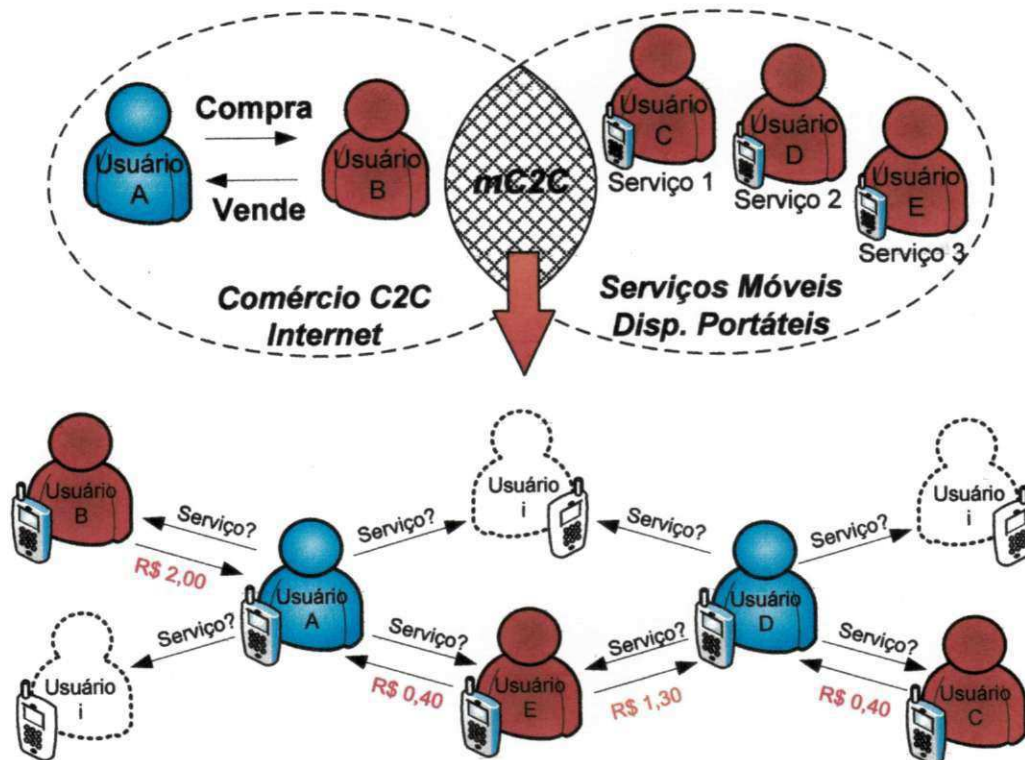 Compra
Usuário
A
Usuário
B
Vende
mC2C
Usuário
C
Serviço 1
Usuário
D
Serviço 2
Usuário
E
Serviço 3
Comércio C2C
Internet
Serviços Móveis
Disp. Portáteis
Usuário
B
Serviço?
R$ 2,00
Serviço?
Usuário
i
Serviço?
Serviço?
Usuário
i
Usuário
A
Usuário
D
Usuário
i
Serviço?
Serviço?
R$ 0,40
Usuário
E
Serviço?
R$ 1,30
Serviço?
R$ 0,40
Usuário
C